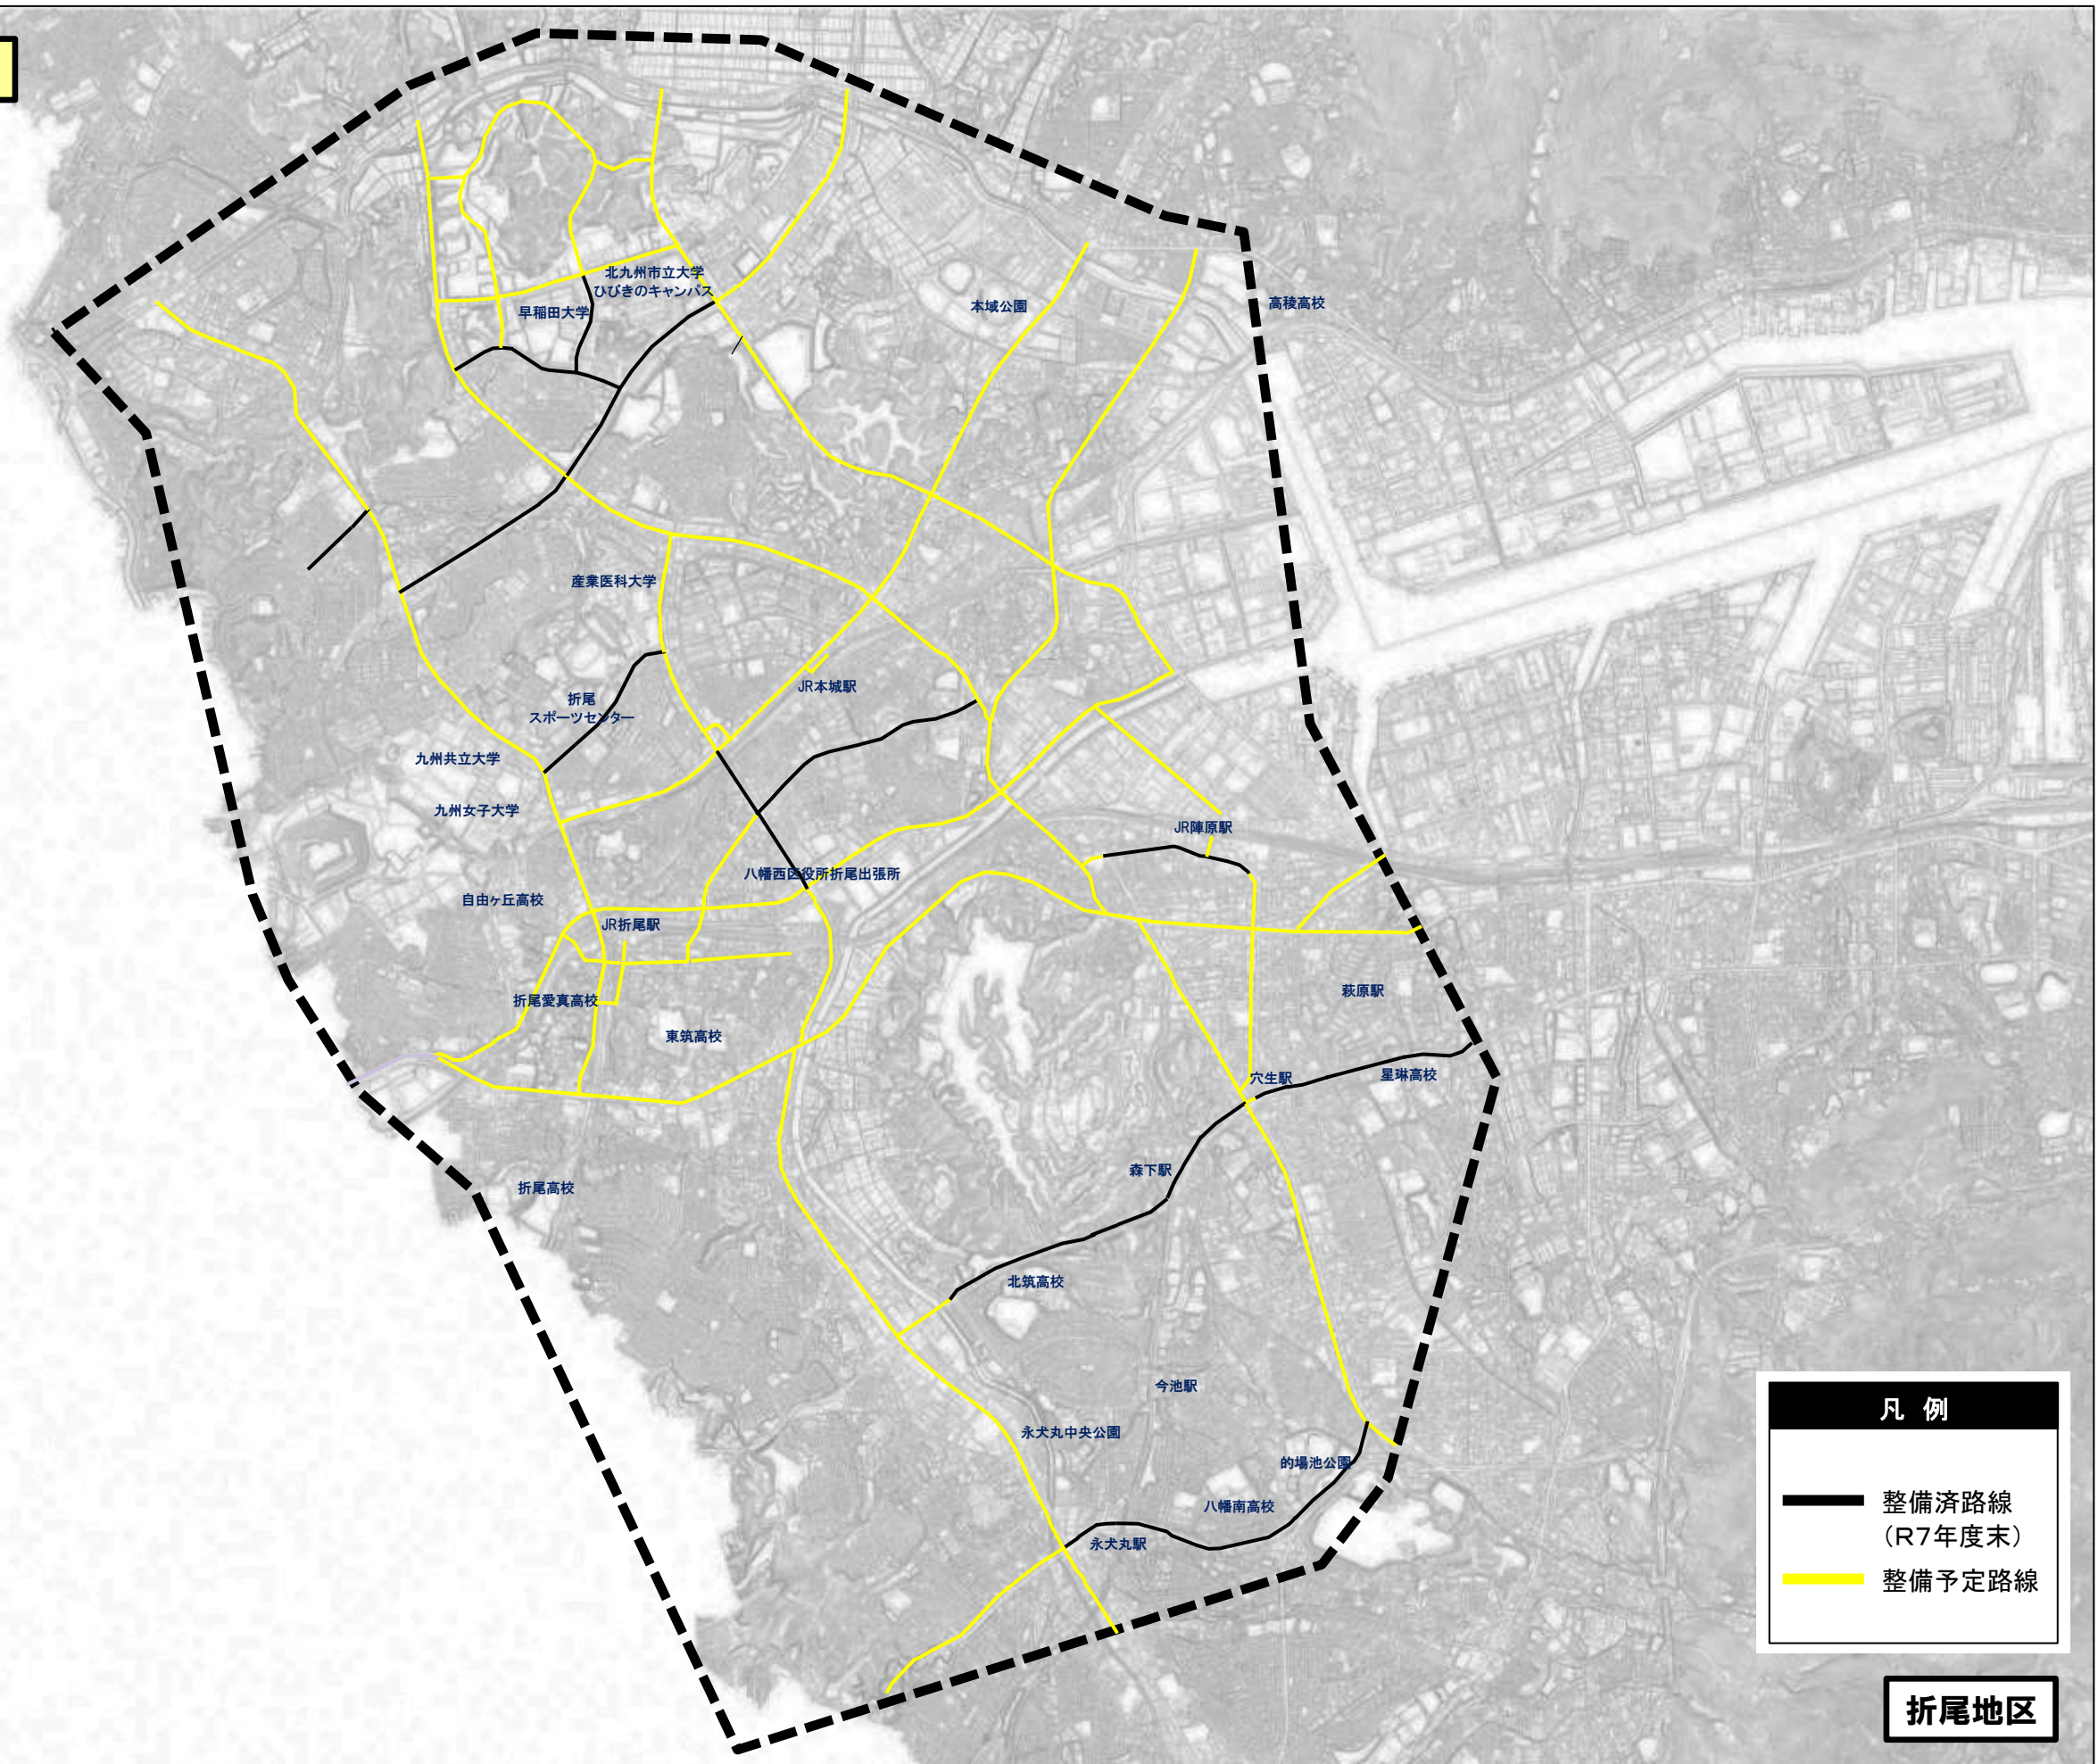 北九州市立大学
ひびきのキャンパス
早稲田大学
本城公園
高稜高校
産業医科大学
JR本城駅
折尾
スポーツセンター
九州共立大学
九州女子大学
JR陣原駅
八幡西区役所折尾出張所
自由ヶ丘高校
JR折尾駅
折尾愛真高校
萩原駅
東筑高校
穴生駅
星琳高校
森下駅
折尾高校
北筑高校
今池駅
永犬丸中央公園
的場池公園
八幡南高校
永犬丸駅
凡 例
整備済路線
（R7年度末）
整備予定路線
折尾地区